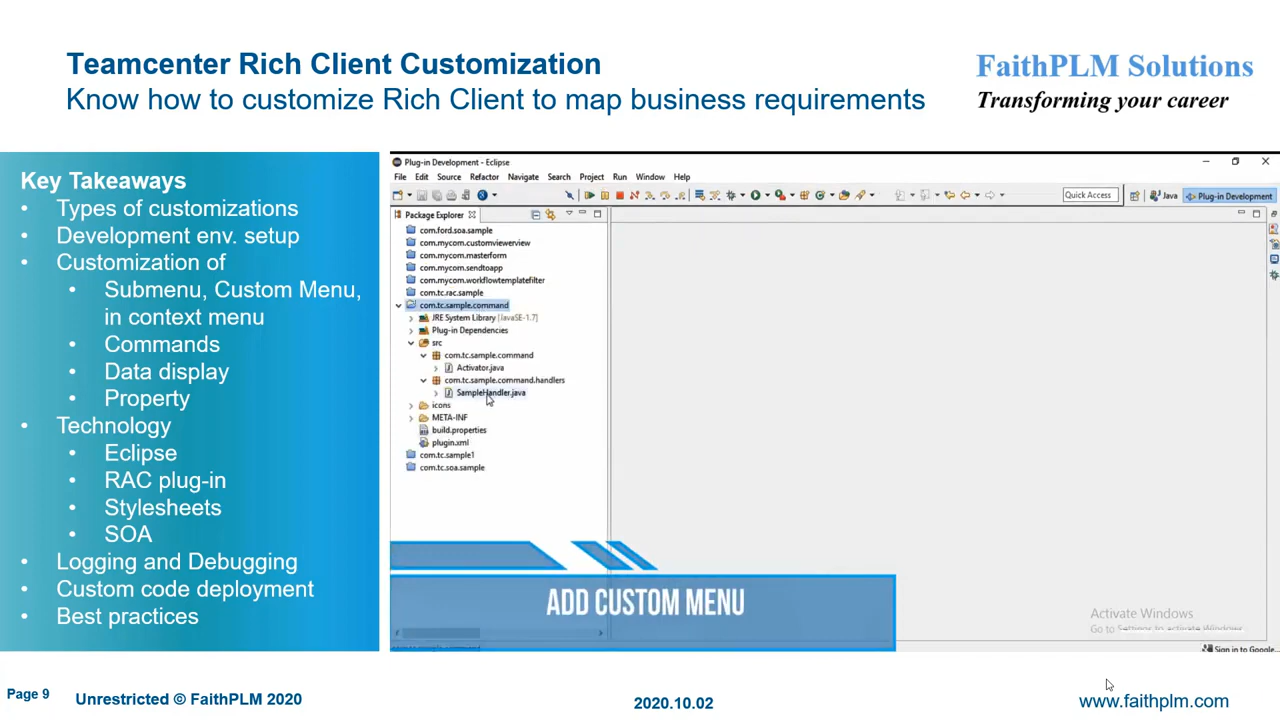 Teamcenter Rich Client Customization
Know how to customize Rich Client to map business requirements
FaithPLM Solutions
Transforming your career
Key Takeaways
• Types of customizations
• Development env. setup
• Customization of
• Submenu, Custom Menu,
in context menu
• Commands
• Data display
• Property
• Technology
• Eclipse
• RAC plug-in
• Stylesheets
• SOA
• Logging and Debugging
• Custom code deployment
• Best practices
Plug-in Development - Eclipse
File Edit Source Refactor Navigate Search Project Run Window Help
Quick Access
Java
Plug-in Development
Package Explorer
com.ford.soa.sample
com.mycom.customviewerview
com.mycom.masterform
com.mycom.sendtoapp
com.mycom.workflowtemplatefilter
com.tc.rac.sample
com.tc.sample.command
JRE System Library [JavaSE-1.7]
Plug-in Dependencies
src
com.tc.sample.command
Activator.java
com.tc.sample.command.handlers
SampleHandler.java
icons
META-INF
build.properties
plugin.xml
com.tc.sample1
com.tc.soa.sample
ADD CUSTOM MENU
Activate Windows
Go to Settings to activate Windows.
Sign in to Google...
Page 9
Unrestricted © FaithPLM 2020
2020.10.02
www.faithplm.com